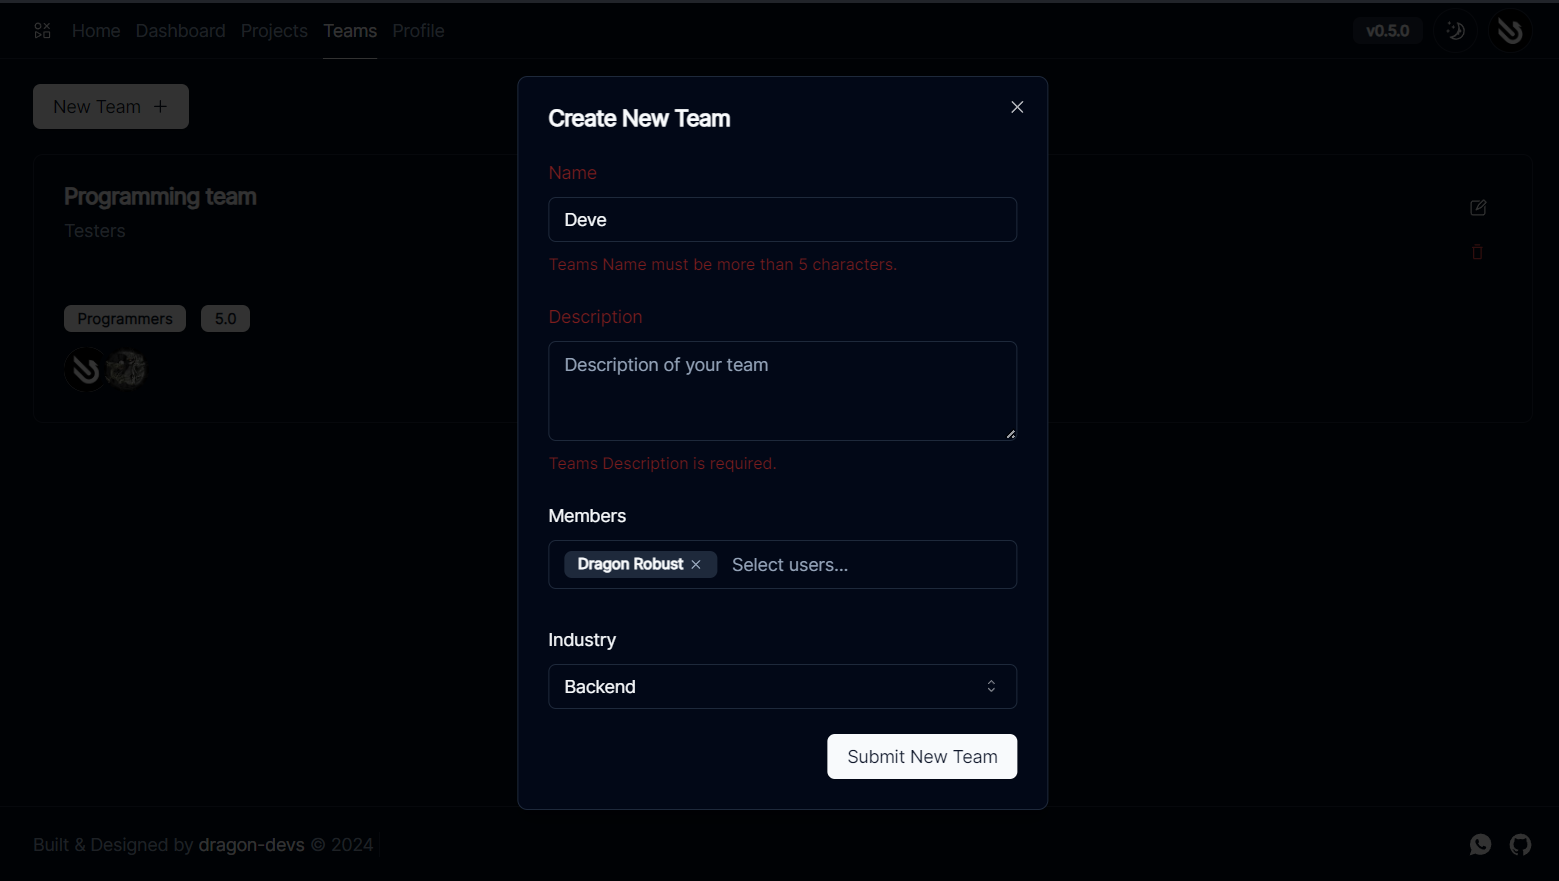 Home Dashboard Projects Teams Profile v0.5.0
New Team +
Create New Team
Programming team
Testers
Programmers 5.0
Name
Deve
Teams Name must be more than 5 characters.
Description
Description of your team
Teams Description is required.
Members
Dragon Robust × Select users...
Industry
Backend
Submit New Team
Built & Designed by dragon-devs © 2024